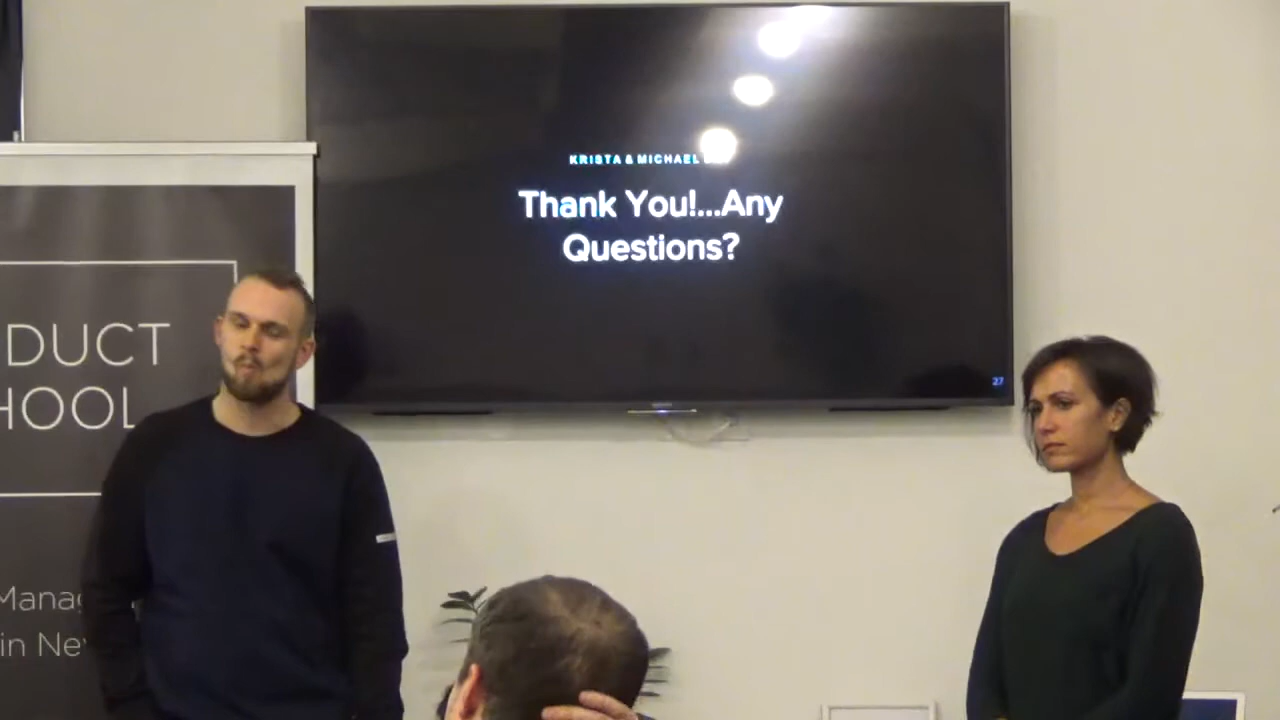 KRISTA & MICHAEL
Thank You!...Any
Questions?
27
DUCT
HOOL
Manag
in Nev